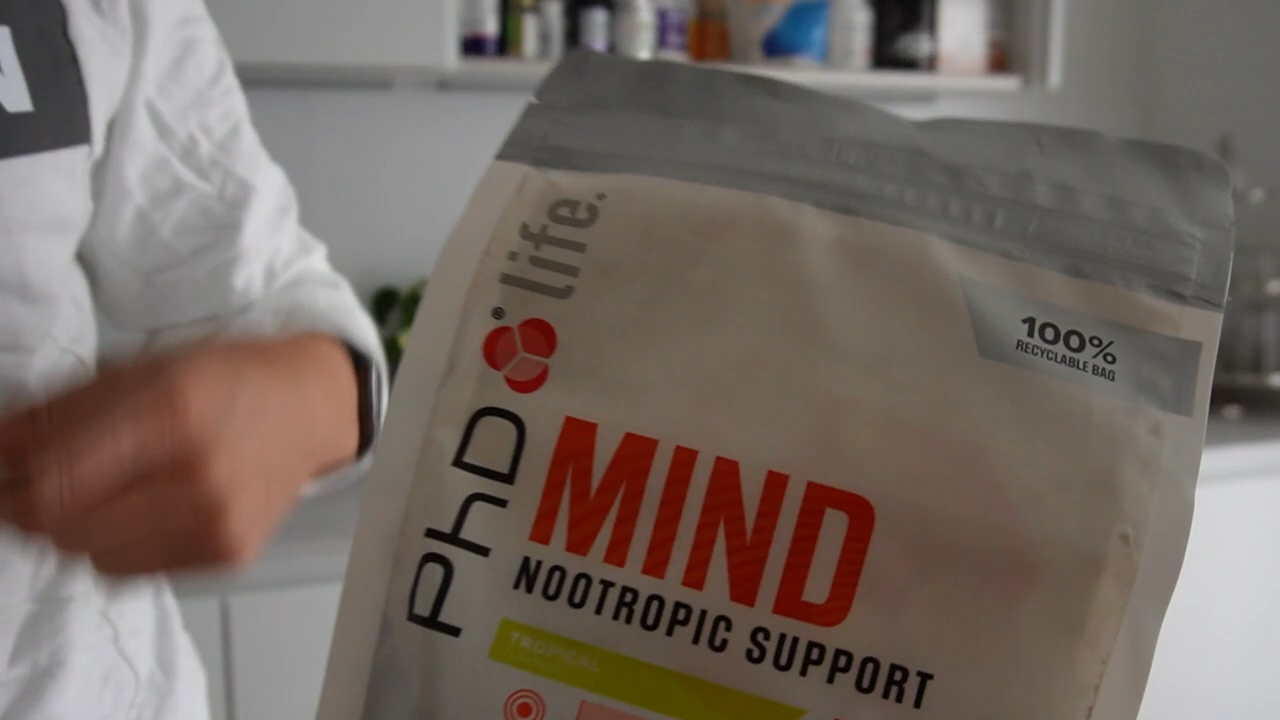 PhD life.
100%
RECYCLABLE BAG
MIND
NOOTROPIC SUPPORT
TROPICAL